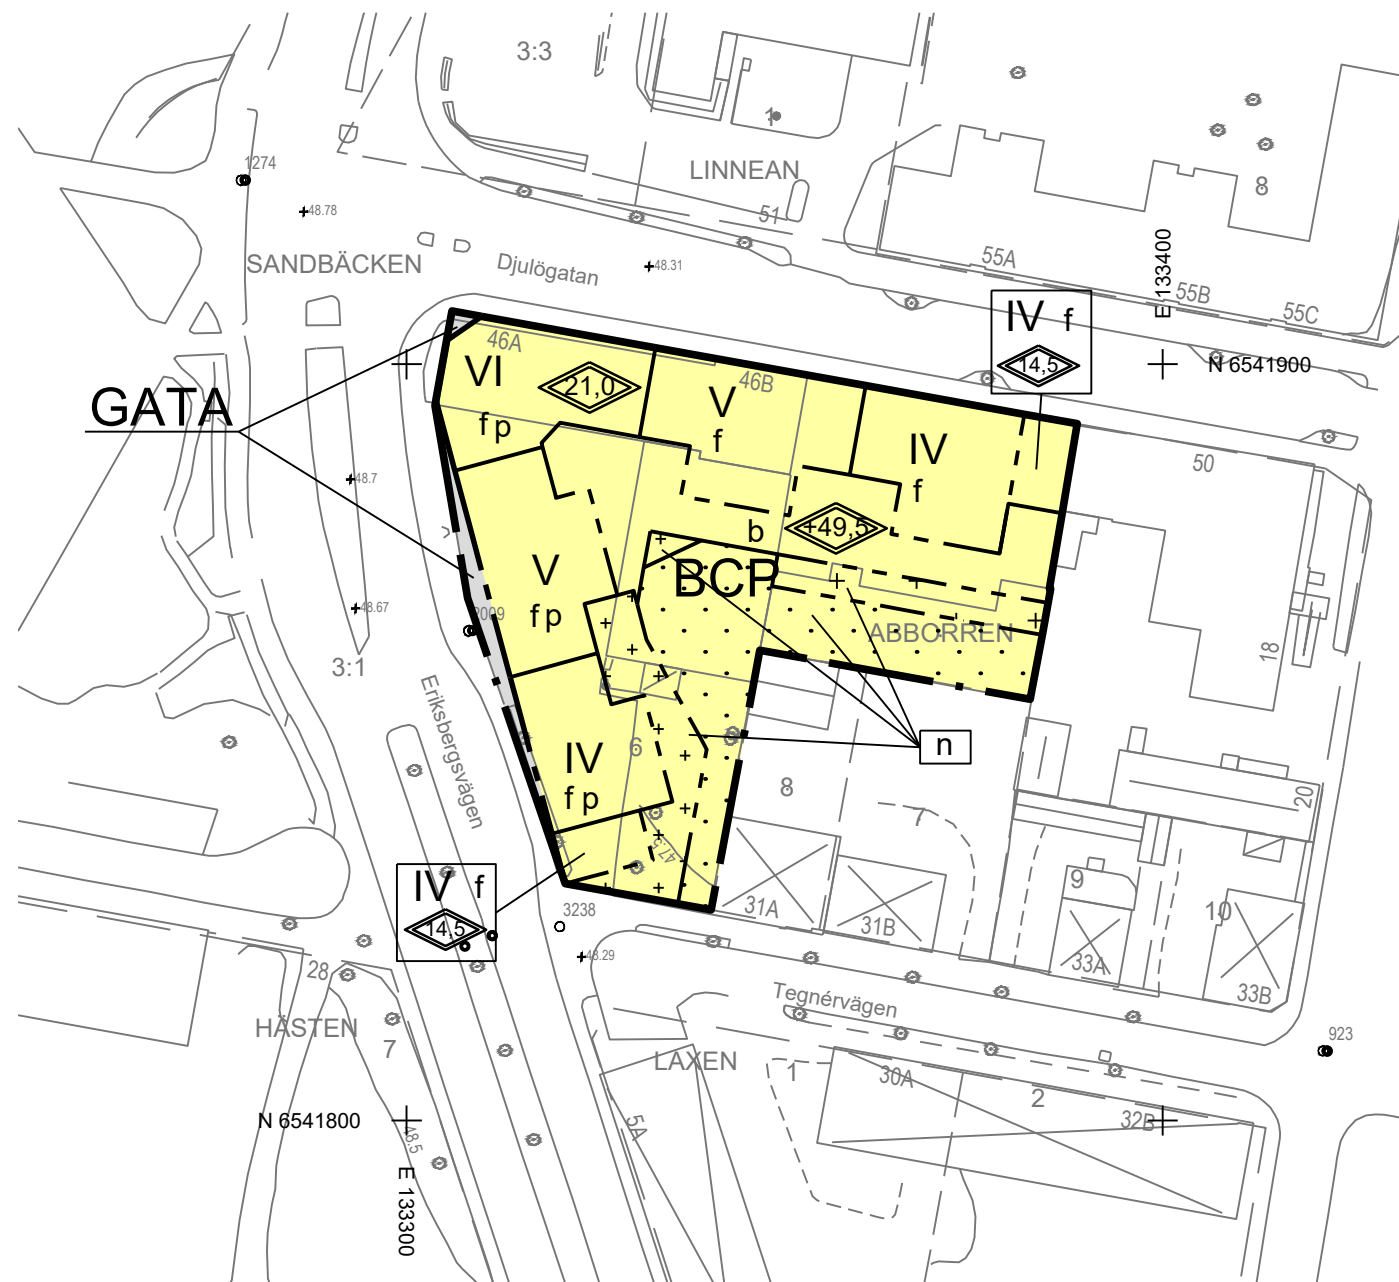 3:3
1
LINNEAN
8
1274
48.78
51
SANDBÄCKEN
Djulögatan
48.31
55A
E 133400
55B
55C
IV f
14,5
N 6541900
46A
VI
21,0
46B
V
f
GATA
f p
IV
f
50
48.7
b
+49,5
V
f p
BCP
48.67
2009
ABBORREN
18
3:1
Eriksbergsvägen
IV
f p
6
n
8
7
20
47.5
IV f
14,5
31A
31B
9
33A
10
33B
3238
48.29
28
HÄSTEN
7
Tegnérvägen
LAXEN
1
30A
2
32B
923
N 6541800
48.5
5A
E 133300